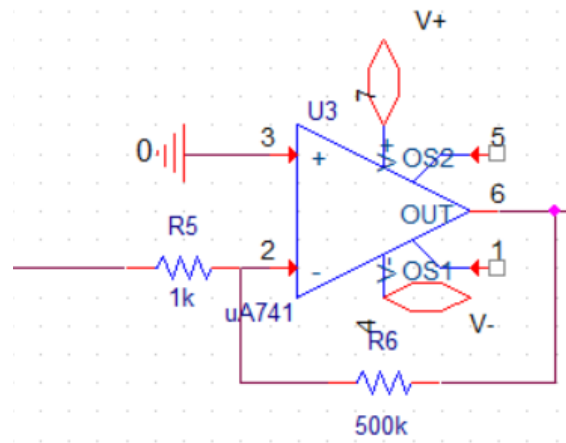 V+
7
U3
0
3
5
+
V+
OS2
6
OUT
R5
2
1
-
V-
OS1
1k
uA741
4
V-
R6
500k